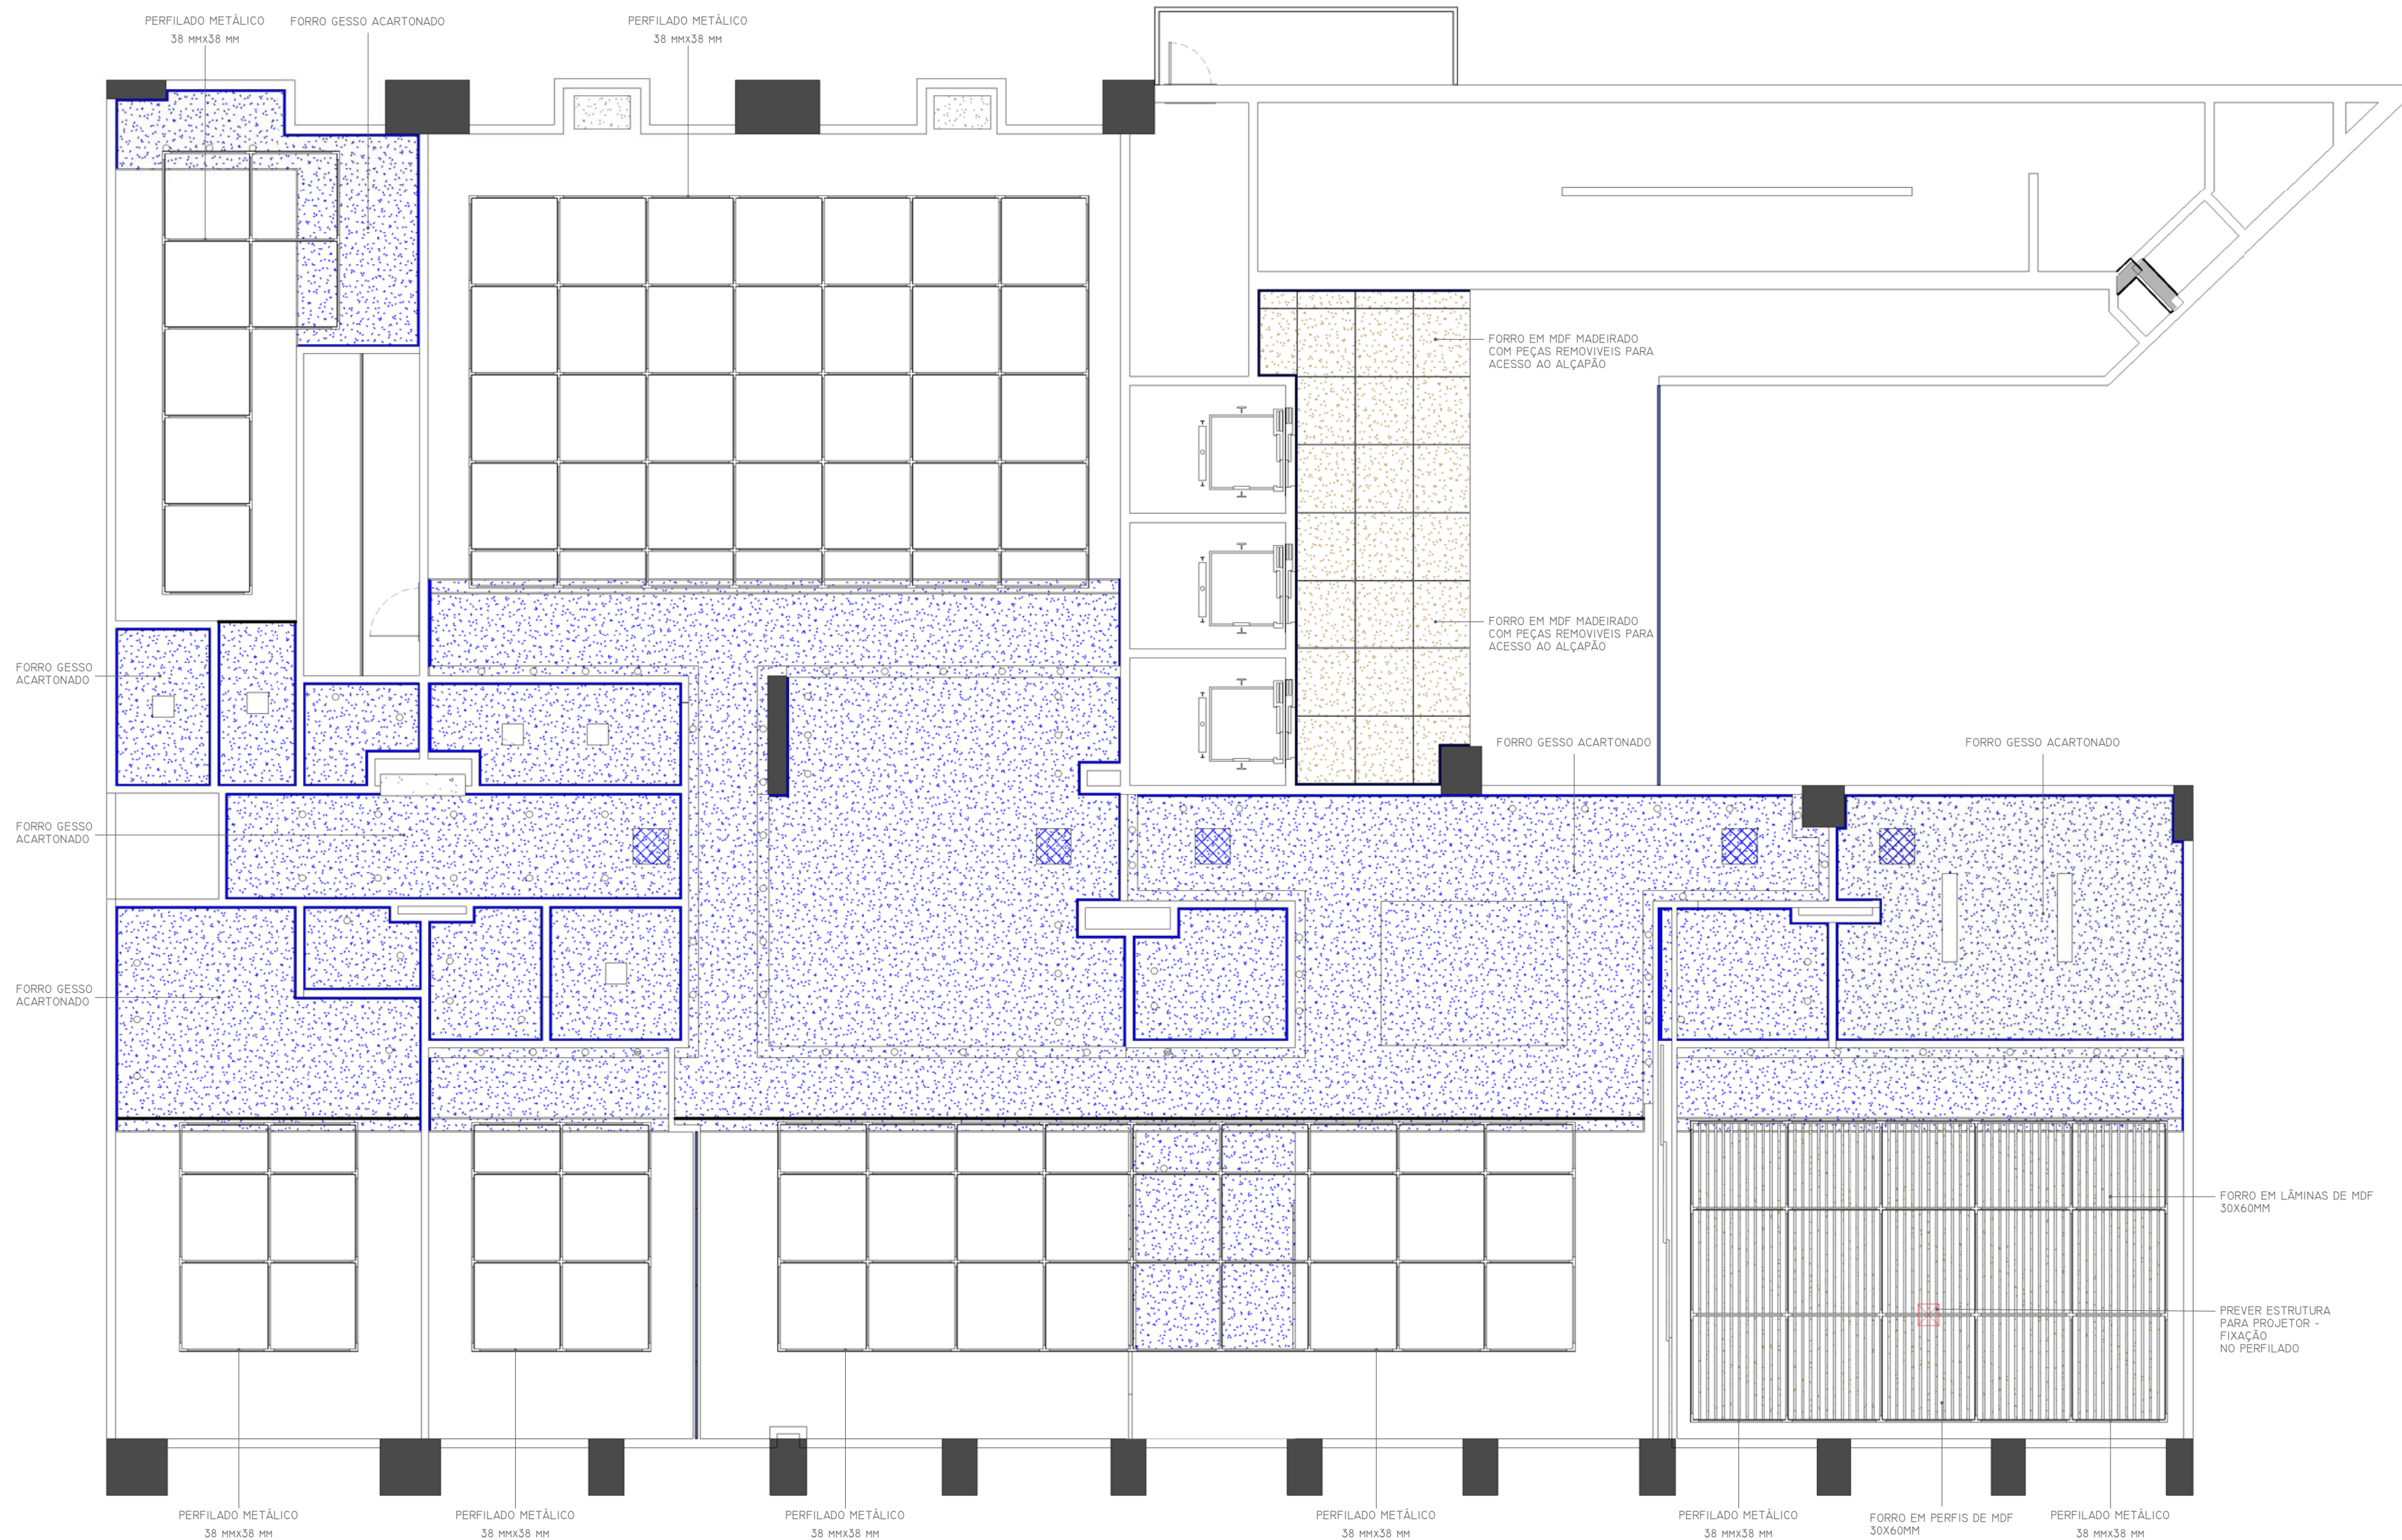 PERFILADO METÁLICO
38 MMX38 MM
FORRO GESSO ACARTONADO
PERFILADO METÁLICO
38 MMX38 MM
FORRO EM MDF MADEIRADO
COM PEÇAS REMOVIVEIS PARA
ACESSO AO ALÇAPÃO
FORRO EM MDF MADEIRADO
COM PEÇAS REMOVIVEIS PARA
ACESSO AO ALÇAPÃO
FORRO GESSO
ACARTONADO
FORRO GESSO ACARTONADO
FORRO GESSO ACARTONADO
FORRO GESSO
ACARTONADO
FORRO GESSO
ACARTONADO
FORRO EM LÂMINAS DE MDF
30X60MM
PREVER ESTRUTURA
PARA PROJETOR -
FIXAÇÃO
NO PERFILADO
PERFILADO METÁLICO
38 MMX38 MM
PERFILADO METÁLICO
38 MMX38 MM
PERFILADO METÁLICO
38 MMX38 MM
PERFILADO METÁLICO
38 MMX38 MM
PERFILADO METÁLICO
38 MMX38 MM
FORRO EM PERFIS DE MDF
30X60MM
PERFILADO METÁLICO
38 MMX38 MM